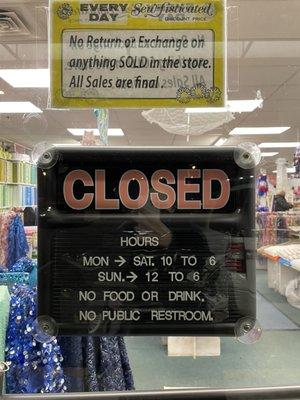 EVERY DAY
Sew Fisticated
DISCOUNT PRICE
No Return or Exchange on
anything SOLD in the store.
All Sales are final.
CLOSED
HOURS
MON → SAT. 10 TO 6
SUN. → 12 TO 6
NO FOOD OR DRINK.
NO PUBLIC RESTROOM.